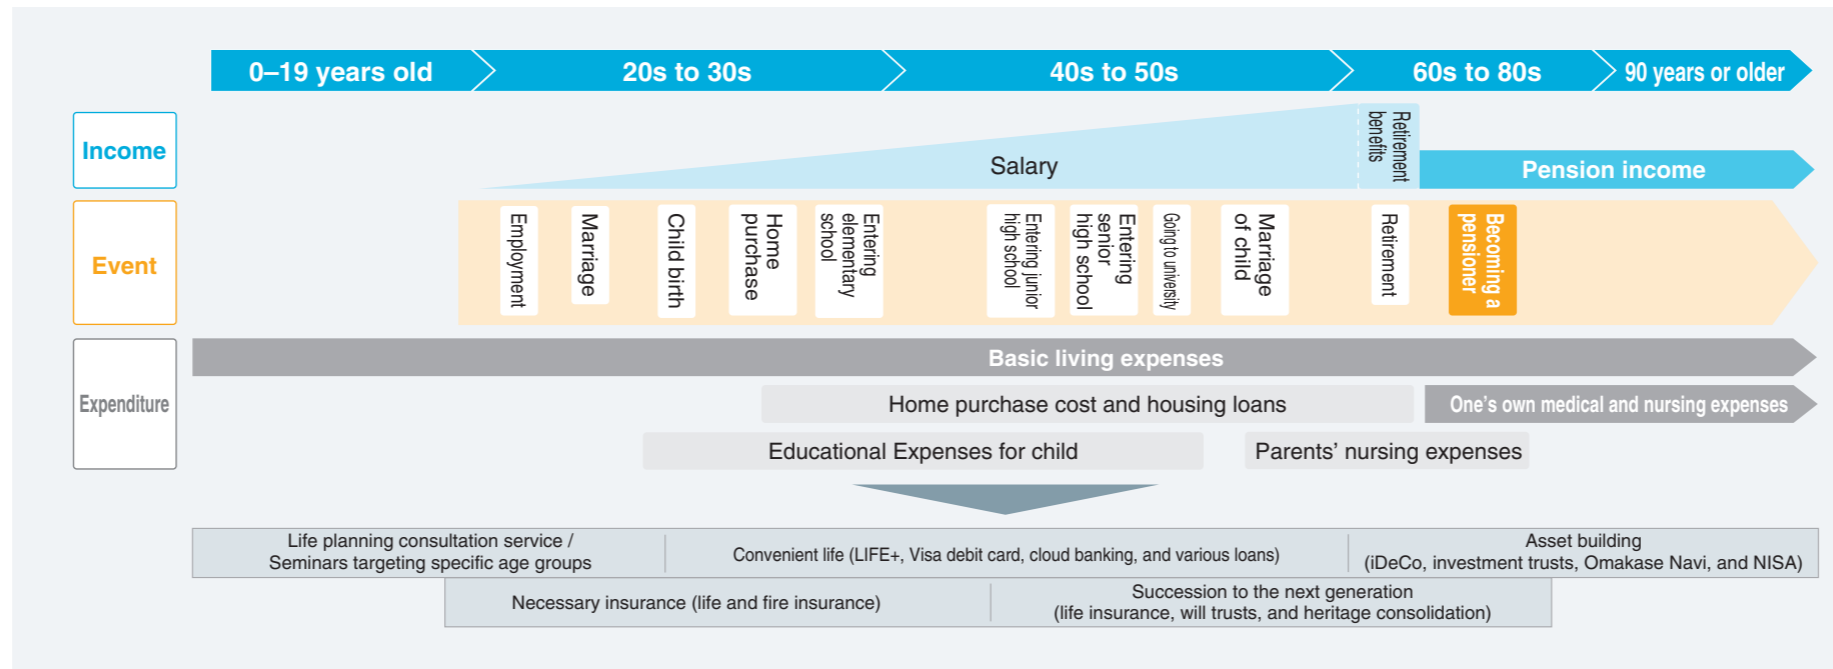 0–19 years old
20s to 30s
40s to 50s
60s to 80s
90 years or older
Income
Salary
Retirement
benefits
Pension income
Event
Employment
Marriage
Child birth
Home
purchase
Entering
elementary
school
Entering junior
high school
Entering
senior
high school
Going to university
Marriage
of child
Retirement
Becoming a
pensioner
Expenditure
Basic living expenses
Home purchase cost and housing loans
One’s own medical and nursing expenses
Educational Expenses for child
Parents’ nursing expenses
Life planning consultation service /
Seminars targeting specific age groups
Convenient life (LIFE+, Visa debit card, cloud banking, and various loans)
Asset building
(iDeCo, investment trusts, Omakase Navi, and NISA)
Necessary insurance (life and fire insurance)
Succession to the next generation
(life insurance, will trusts, and heritage consolidation)